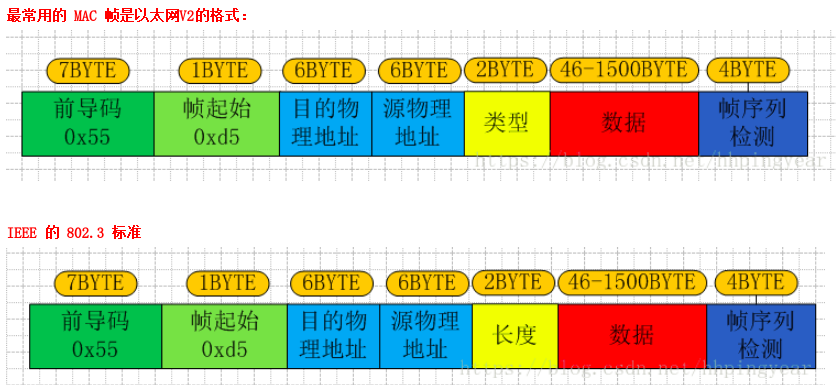 最常用的 MAC 帧是以太网V2的格式：
7BYTE 1BYTE 6BYTE 6BYTE 2BYTE 46-1500BYTE 4BYTE
前导码 帧起始 目的物 源物理 类型 数据 帧序列
0x55 0xd5 理地址 地址 检测
https://blog.csdn.net/hhpingyear
IEEE 的 802.3 标准
7BYTE 1BYTE 6BYTE 6BYTE 2BYTE 46-1500BYTE 4BYTE
前导码 帧起始 目的物 源物理 长度 数据 帧序列
0x55 0xd5 理地址 地址 检测
https://blog.csdn.net/hhpingyear